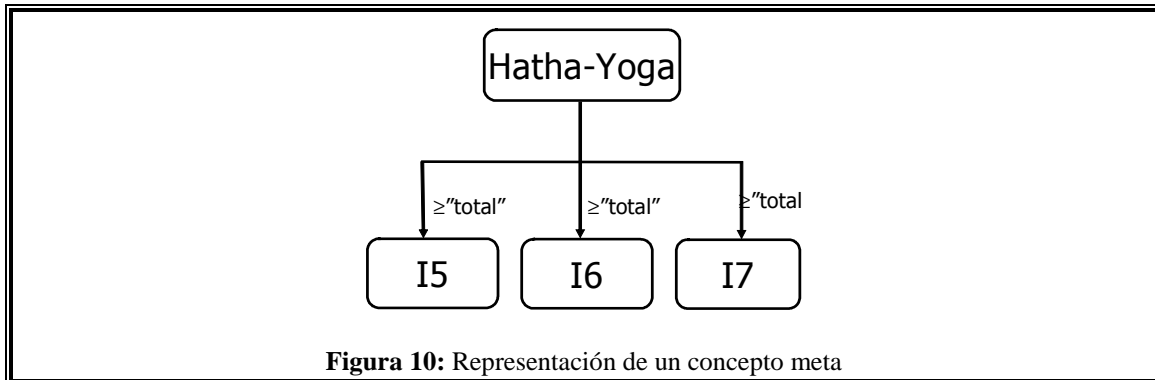 Hatha-Yoga
≥"total" ≥"total" ≥"total
I5 I6 I7
Figura 10: Representación de un concepto meta